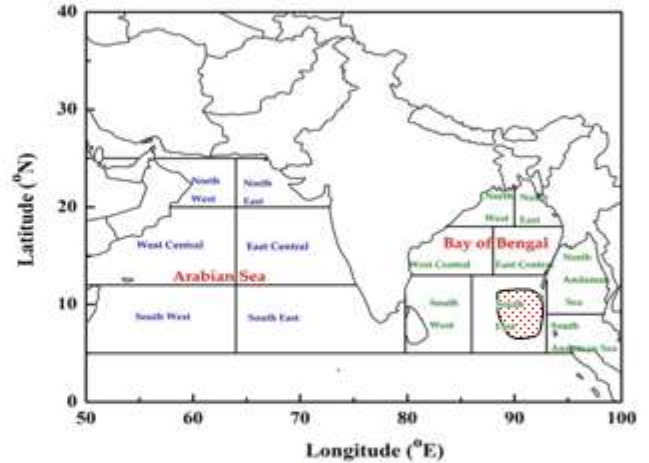 40
30
20
10
0
50
60
70
80
90
100
Latitude (°N)
Longitude (°E)
North
West
North
East
West Central
East Central
Arabian Sea
South West
South East
North
West
North
East
Bay of Bengal
West Central
East Central
North
Andaman
Sea
South
West
South
East
South
Andaman Sea